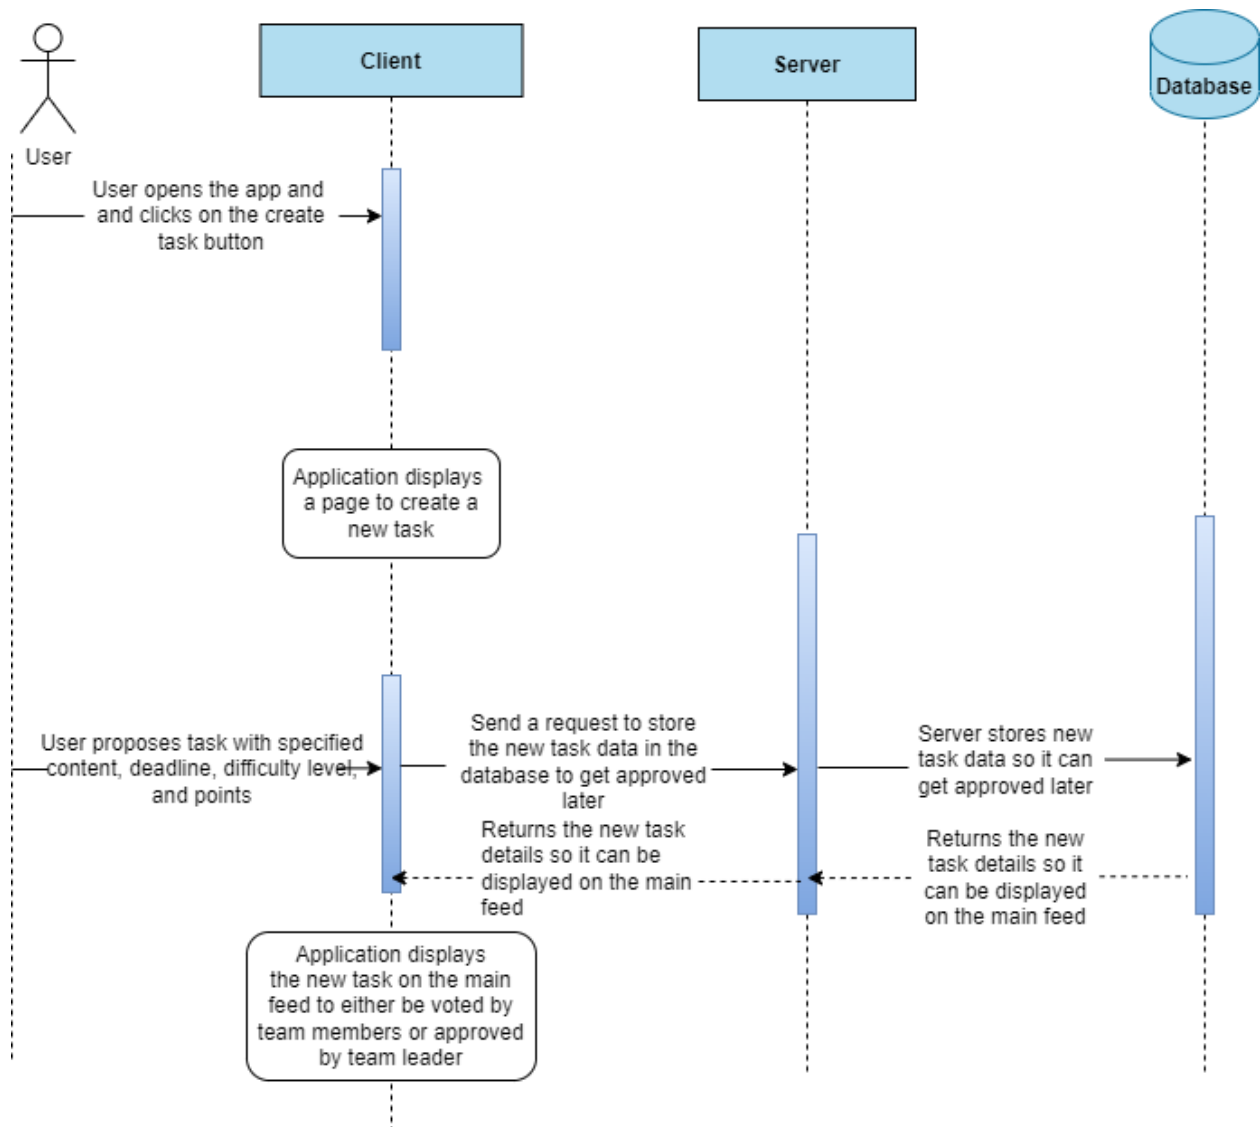 Client
Server
Database
User
User opens the app and
and clicks on the create
task button
Application displays
a page to create a
new task
User proposes task with specified
content, deadline, difficulty level,
and points
Send a request to store
the new task data in the
database to get approved
later
Server stores new
task data so it can
get approved later
Returns the new task
details so it can be
displayed on the main
feed
Returns the new
task details so it
can be displayed
on the main feed
Application displays
the new task on the main
feed to either be voted by
team members or approved
by team leader